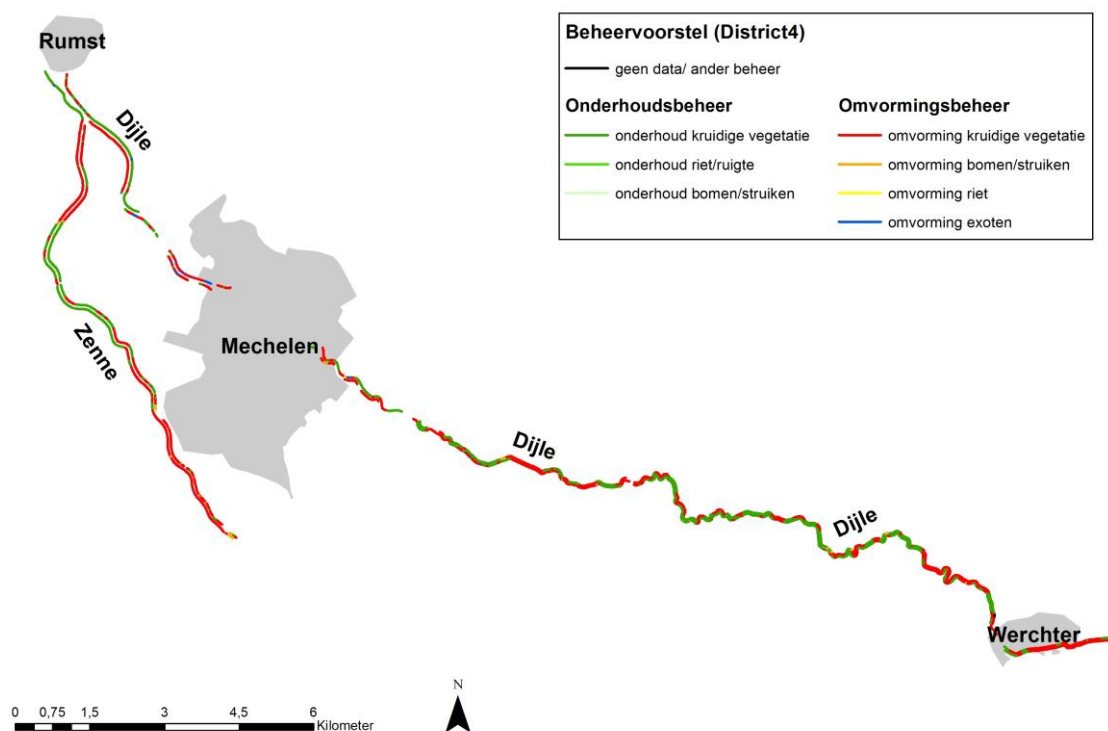 Rumst
Dijle
Zenne
Mechelen
Dijle
Dijle
Werchter
Beheervoorstel (District4)
geen data/ ander beheer
Onderhoudsbeheer
onderhoud kruidige vegetatie
onderhoud riet/ruigte
onderhoud bomen/struiken
Omvormingsbeheer
omvorming kruidige vegetatie
omvorming bomen/struiken
omvorming riet
omvorming exoten
0 0,75 1,5 3 4,5 6
Kilometer
N